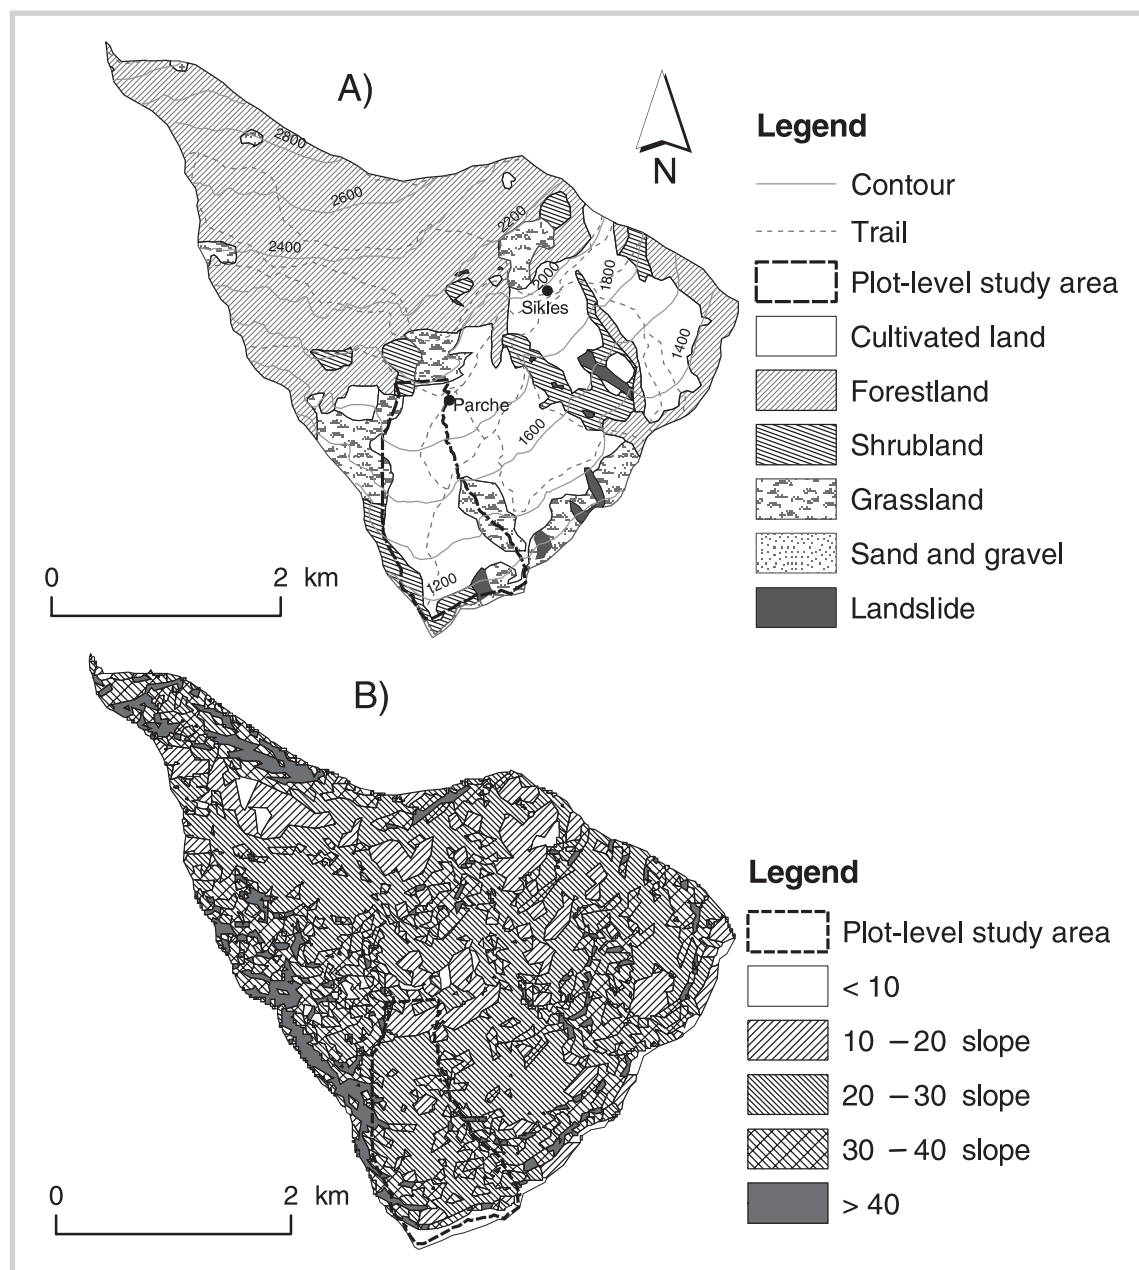 A)
N
2800
2600
2400
2200
2000
1800
1400
1600
1200
Sikles
Parche
0 2 km
Legend
Contour
Trail
Plot-level study area
Cultivated land
Forestland
Shrubland
Grassland
Sand and gravel
Landslide
B)
0 2 km
Legend
Plot-level study area
< 10
10 – 20 slope
20 – 30 slope
30 – 40 slope
> 40